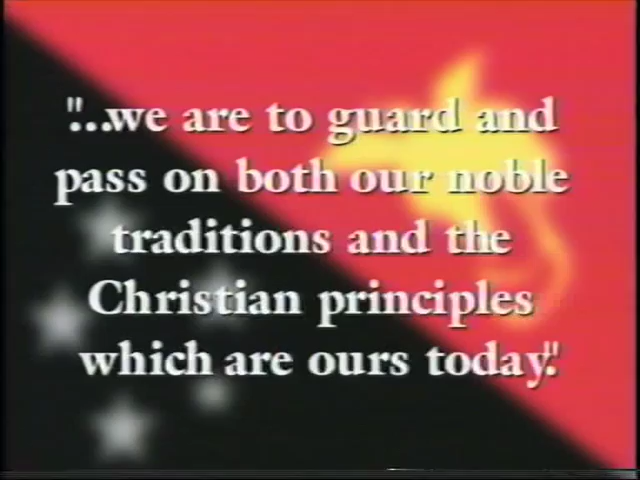 "...we are to guard and
pass on both our noble
traditions and the
Christian principles
which are ours today."